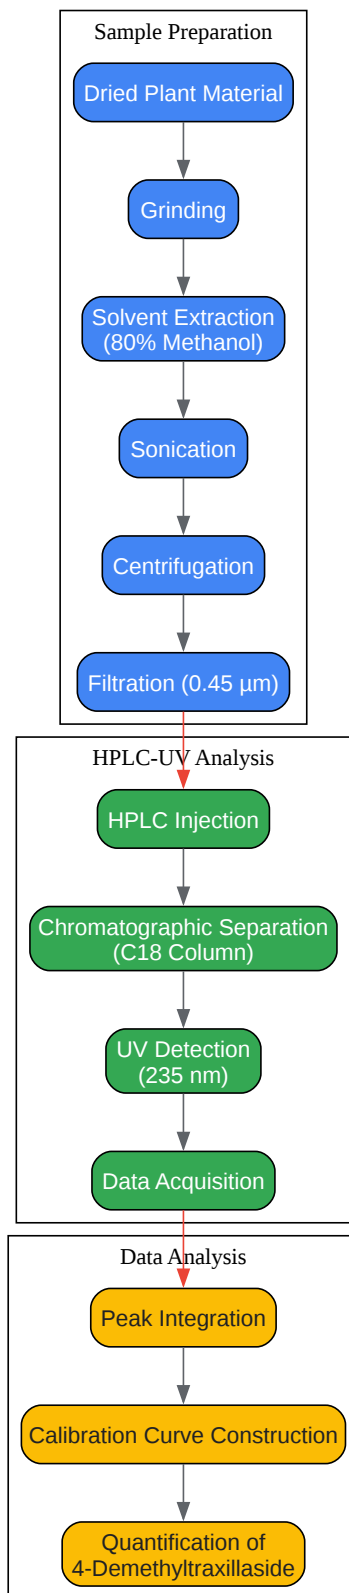 Sample Preparation
Dried Plant Material
Grinding
Solvent Extraction
(80% Methanol)
Sonication
Centrifugation
Filtration (0.45 µm)
HPLC-UV Analysis
HPLC Injection
Chromatographic Separation
(C18 Column)
UV Detection
(235 nm)
Data Acquisition
Data Analysis
Peak Integration
Calibration Curve Construction
Quantification of
4-Demethyltraxillaside